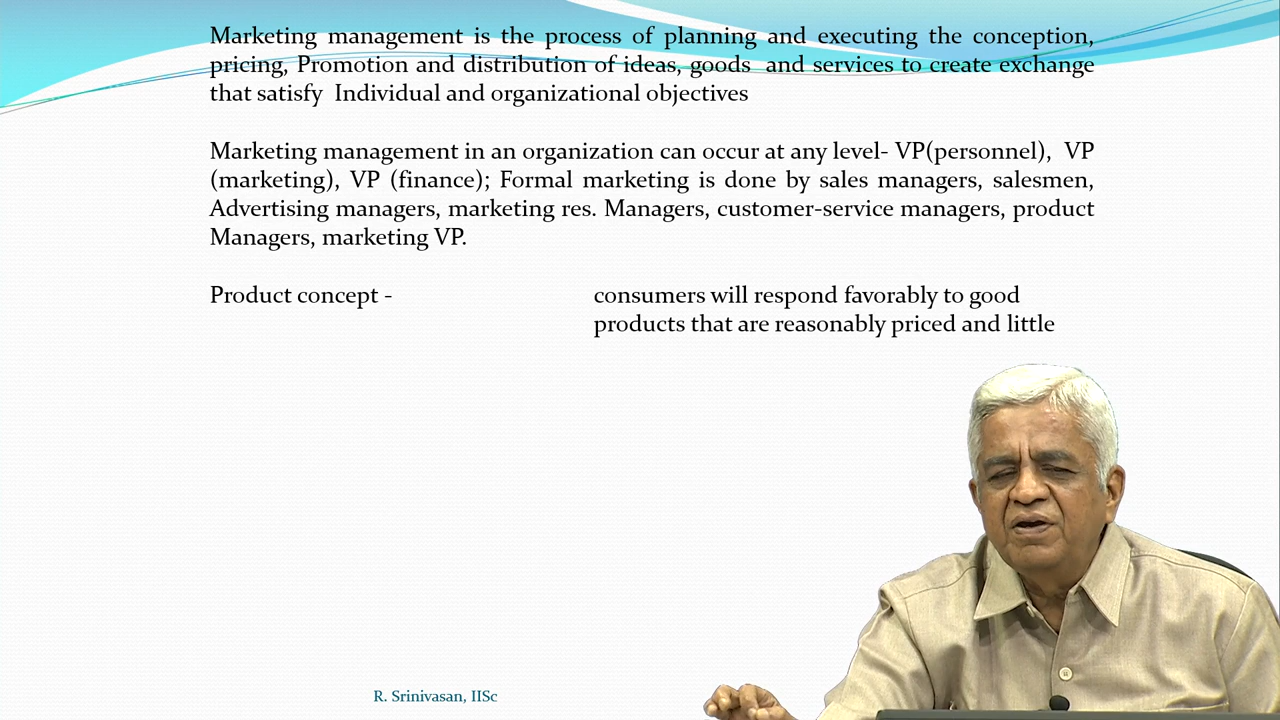 Marketing management is the process of planning and executing the conception,
pricing, Promotion and distribution of ideas, goods and services to create exchange
that satisfy Individual and organizational objectives
Marketing management in an organization can occur at any level- VP(personnel), VP
(marketing), VP (finance); Formal marketing is done by sales managers, salesmen,
Advertising managers, marketing res. Managers, customer-service managers, product
Managers, marketing VP.
Product concept - consumers will respond favorably to good
products that are reasonably priced and little
R. Srinivasan, IISc